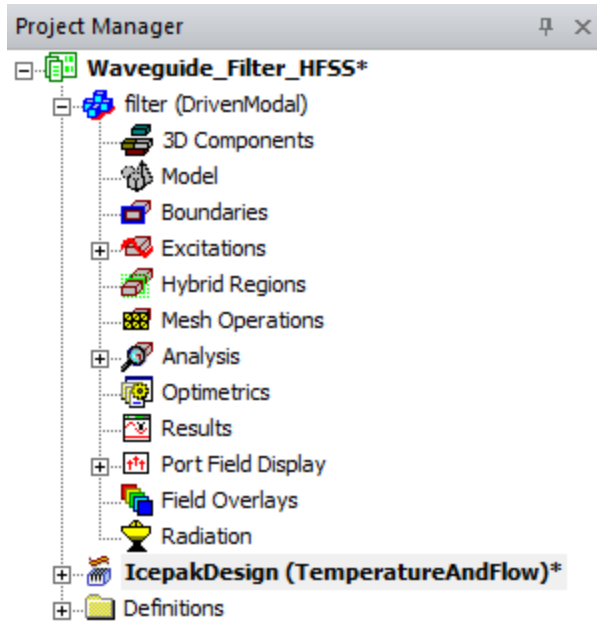 Project Manager
Waveguide_Filter_HFSS*
filter (DrivenModal)
3D Components
Model
Boundaries
Excitations
Hybrid Regions
Mesh Operations
Analysis
Optimetrics
Results
Port Field Display
Field Overlays
Radiation
IcepakDesign (TemperatureAndFlow)*
Definitions